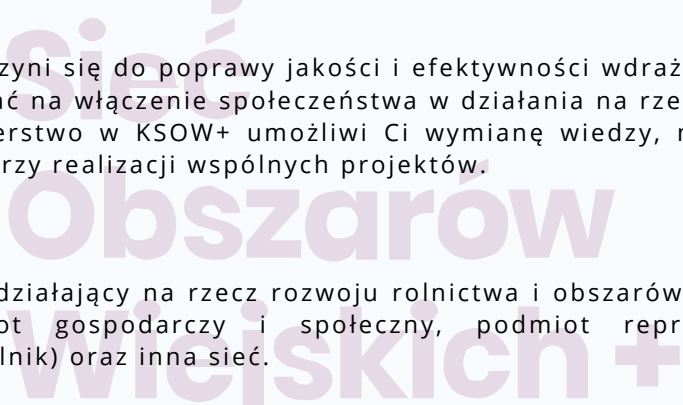 Sieć
zyni się do poprawy jakości i efektywności wdraż
ać na włączenie społeczeństwa w działania na rze
erstwo w KSOW+ umożliwi Ci wymianę wiedzy,
rzy realizacji wspólnych projektów.
Obszarów
działający na rzecz rozwoju rolnictwa i obszarów
ot gospodarczy i społeczny, podmiot repr
Wiejskich +
lnik) oraz inna sieć.